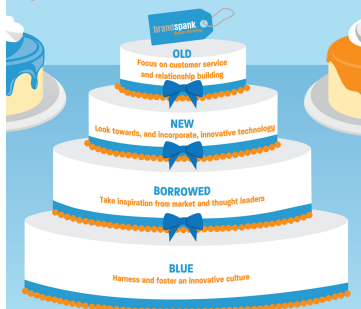 brandspank
OLD
Focus on customer service
and relationship building
NEW
Look towards, and incorporate, innovative technology
BORROWED
Take inspiration from market and thought leaders
BLUE
Harness and foster an innovative culture